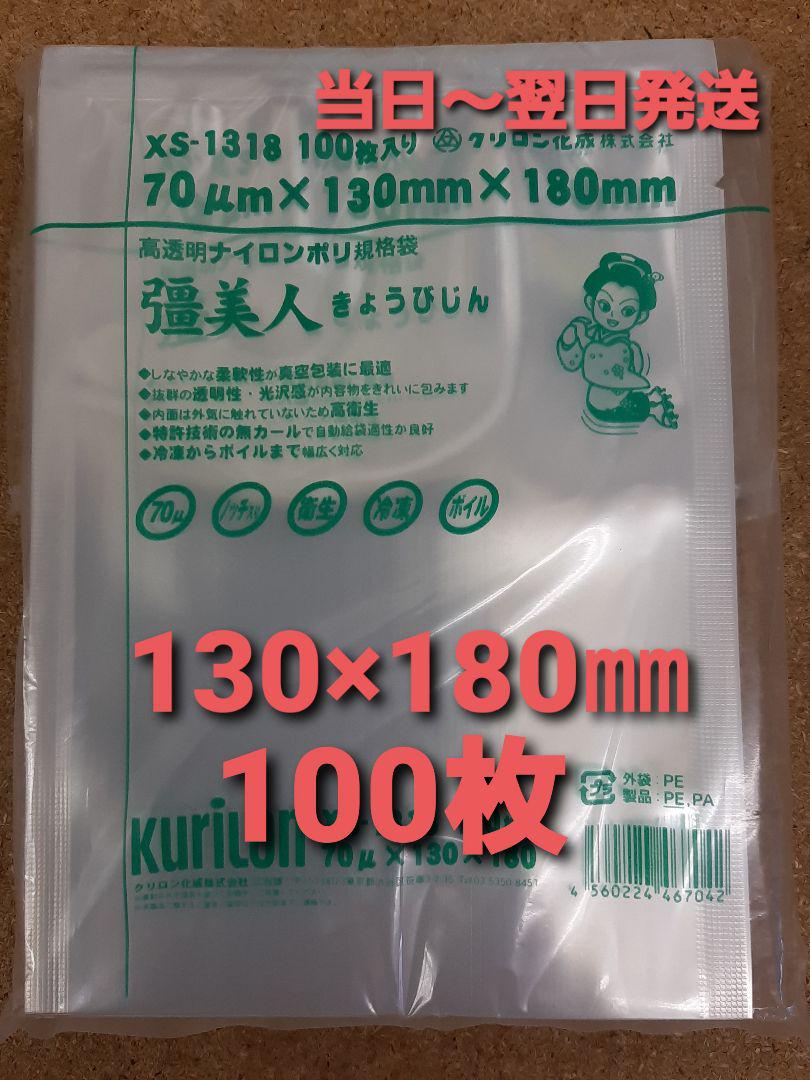 当日〜翌日発送
XS-1318 100枚入り クリロン化成株式会社
70μm×130mm×180mm
高透明ナイロンポリ規格袋
彊美人きょうびじん
◆しなやかな柔軟性が真空包装に最適
◆抜群の透明性・光沢感が内容物をきれいに包みます
◆内面は外気に触れていないため高衛生
◆特許技術の無カールで自動給袋適性が良好
◆冷凍からボイルまで幅広く対応
70μ ノッチ入り 衛生 冷凍 ボイル
130×180㎜
100枚
プラ 外袋:PE
製品:PE,PA
Kurilon
70μ×130×180
クリロン化成株式会社
4 560224 467042